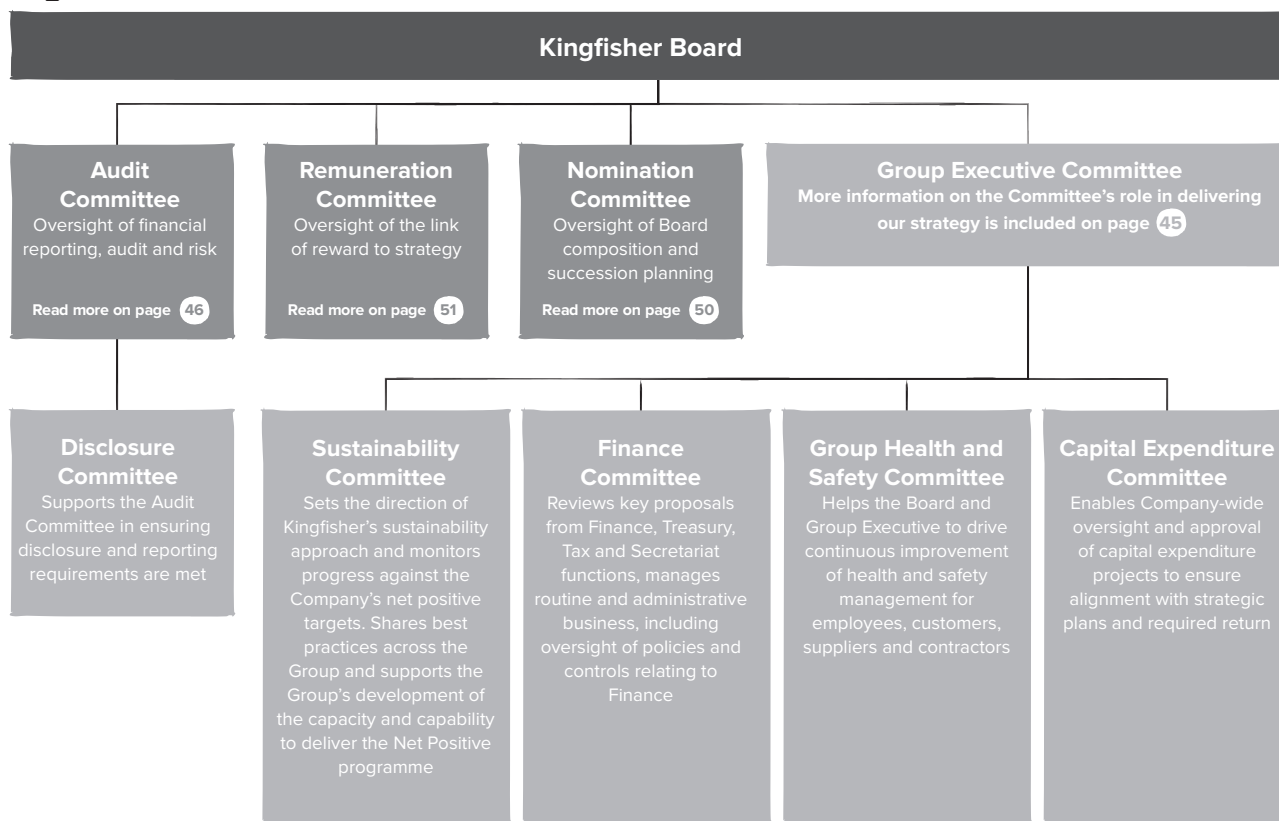 Kingfisher Board
Audit
Committee
Oversight of financial
reporting, audit and risk
Read more on page 46
Remuneration
Committee
Oversight of the link
of reward to strategy
Read more on page 51
Nomination
Committee
Oversight of Board
composition and
succession planning
Read more on page 50
Group Executive Committee
More information on the Committee's role in delivering
our strategy is included on page 45
Disclosure
Committee
Supports the Audit
Committee in ensuring
disclosure and reporting
requirements are met
Sustainability
Committee
Sets the direction of
Kingfisher's sustainability
approach and monitors
progress against the
Company's net positive
targets. Shares best
practices across the
Group and supports the
Group's development of
the capacity and capability
to deliver the Net Positive
programme
Finance
Committee
Reviews key proposals
from Finance, Treasury,
Tax and Secretariat
functions, manages
routine and administrative
business, including
oversight of policies and
controls relating to
Finance
Group Health and
Safety Committee
Helps the Board and
Group Executive to drive
continuous improvement
of health and safety
management for
employees, customers,
suppliers and contractors
Capital Expenditure
Committee
Enables Company-wide
oversight and approval
of capital expenditure
projects to ensure
alignment with strategic
plans and required return